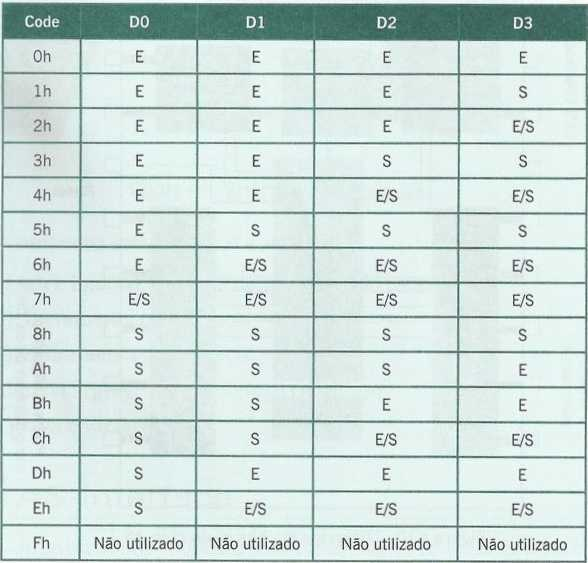 Code D0 D1 D2 D3
0h E E E E
1h E E E S
2h E E E E/S
3h E E S S
4h E E E/S E/S
5h E S S S
6h E E/S E/S E/S
7h E/S E/S E/S E/S
8h S S S S
Ah S S S E
Bh S S E E
Ch S S E/S E/S
Dh S E E E
Eh S E/S E/S E/S
Fh Não utilizado Não utilizado Não utilizado Não utilizado